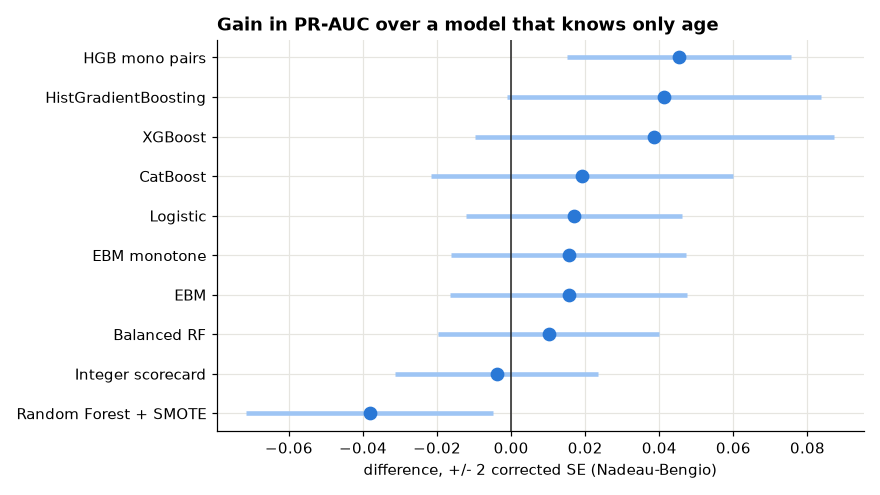 Gain in PR-AUC over a model that knows only age
HGB mono pairs
HistGradientBoosting
XGBoost
CatBoost
Logistic
EBM monotone
EBM
Balanced RF
Integer scorecard
Random Forest + SMOTE
−0.06 −0.04 −0.02 0.00 0.02 0.04 0.06 0.08
difference, +/- 2 corrected SE (Nadeau-Bengio)